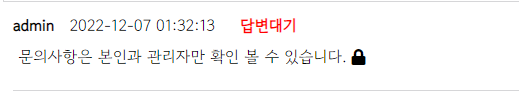 admin 2022-12-07 01:32:13 답변대기
문의사항은 본인과 관리자만 확인 볼 수 있습니다.